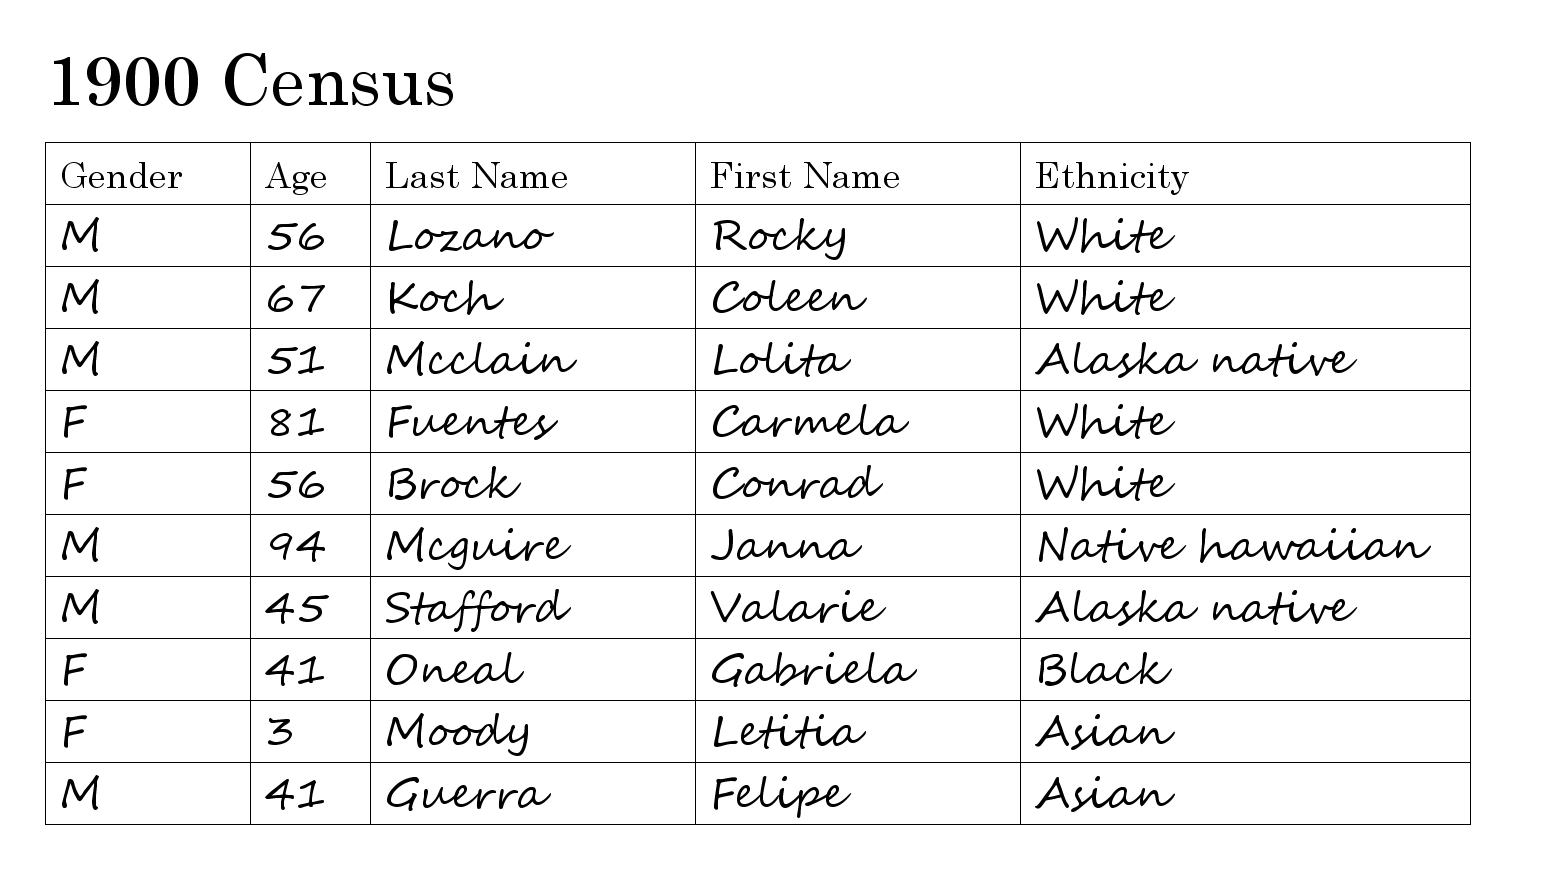 1900 Census
Gender Age Last Name First Name Ethnicity
M 56 Lozano Rocky White
M 67 Koch Coleen White
M 51 Mcclain Lolita Alaska native
F 81 Fuentes Carmela White
F 56 Brock Conrad White
M 94 Mcguire Janna Native hawaiian
M 45 Stafford Valarie Alaska native
F 41 Oneal Gabriela Black
F 3 Moody Letitia Asian
M 41 Guerra Felipe Asian